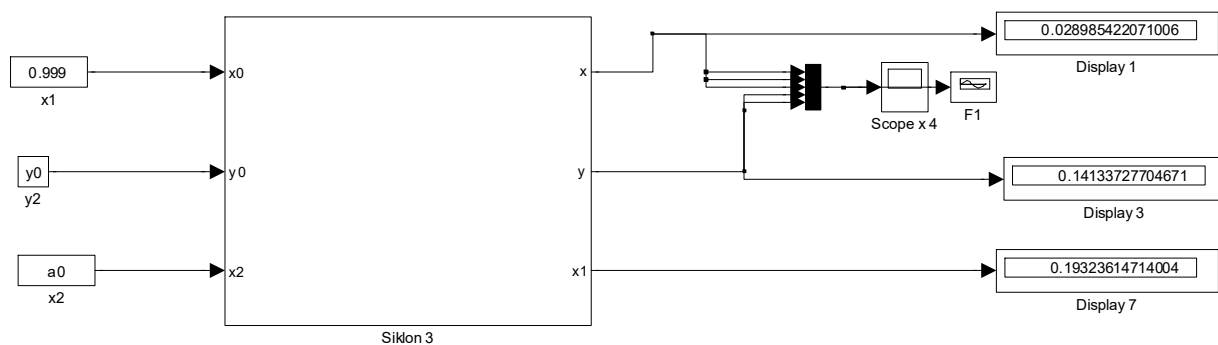 0.028985422071006
Display 1
0.999
x1
x0
x
Scope x 4
F1
y0
y2
y0
y
0.14133727704671
Display 3
a0
x2
x2
x1
0.19323614714004
Display 7
Siklon 3